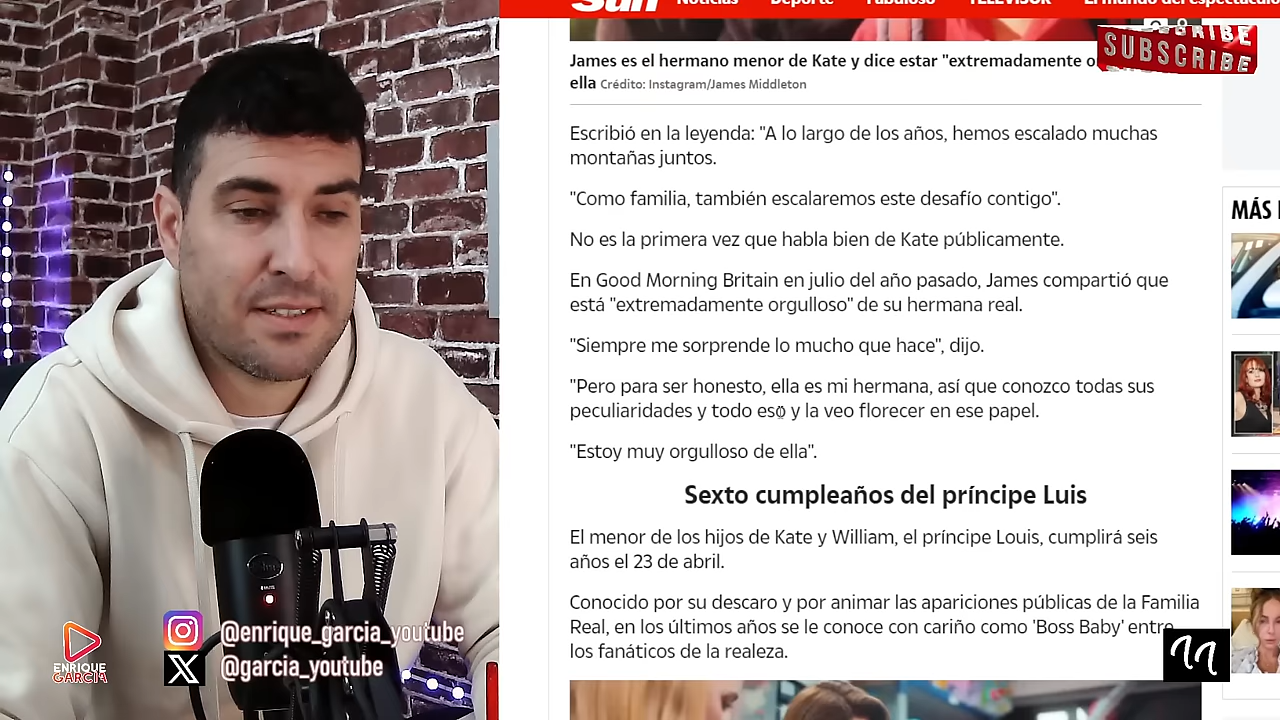 Sun Noticias Deporte Fabuloso TELEVISOR El mundo del espectáculo
SUBSCRIBE
James es el hermano menor de Kate y dice estar "extremadamente o
ella Crédito: Instagram/James Middleton
Escribió en la leyenda: "A lo largo de los años, hemos escalado muchas
montañas juntos.
"Como familia, también escalaremos este desafío contigo".
No es la primera vez que habla bien de Kate públicamente.
En Good Morning Britain en julio del año pasado, James compartió que
está "extremadamente orgulloso" de su hermana real.
"Siempre me sorprende lo mucho que hace", dijo.
"Pero para ser honesto, ella es mi hermana, así que conozco todas sus
peculiaridades y todo eso y la veo florecer en ese papel.
"Estoy muy orgulloso de ella".
Sexto cumpleaños del príncipe Luis
El menor de los hijos de Kate y William, el príncipe Louis, cumplirá seis
años el 23 de abril.
Conocido por su descaro y por animar las apariciones públicas de la Familia
Real, en los últimos años se le conoce con cariño como 'Boss Baby' entre
los fanáticos de la realeza.
MÁS
ENRIQUE
GARCIA
@enrique_garcia_youtube
@garcia_youtube